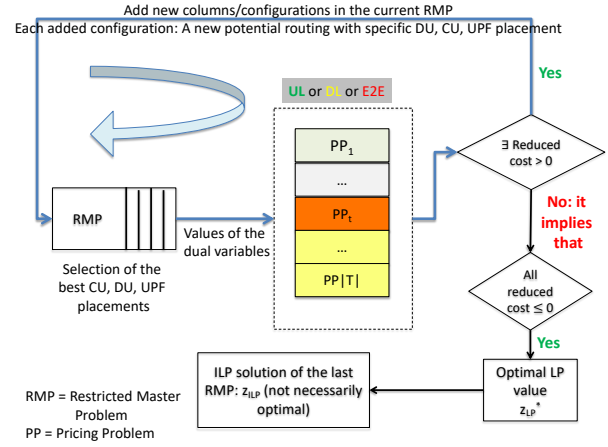 Add new columns/configurations in the current RMP
Each added configuration: A new potential routing with specific DU, CU, UPF placement
Yes
UL or DL or E2E
PP1
...
PPt
...
PP|T|
∃ Reduced
cost > 0
RMP
Values of the
dual variables
Selection of the
best CU, DU, UPF
placements
No: it
implies
that
All
reduced
cost ≤ 0
Yes
ILP solution of the last
RMP: zILP (not necessarily
optimal)
Optimal LP
value
zLP*
RMP = Restricted Master
Problem
PP = Pricing Problem